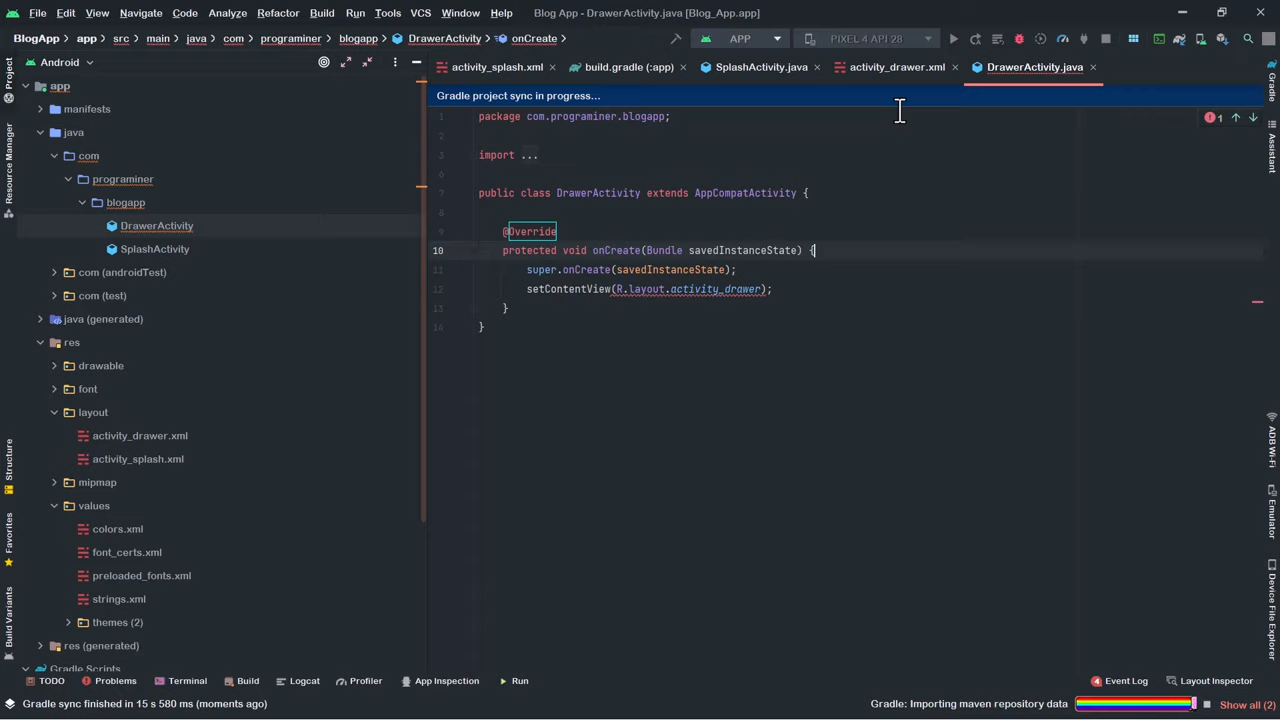 File Edit View Navigate Code Analyze Refactor Build Run Tools VCS Window Help Blog App - DrawerActivity.java [Blog_App.app]
BlogApp app src main java com programiner blogapp DrawerActivity onCreate APP PIXEL 4 API 28
Android
activity_splash.xml build.gradle (:app) SplashActivity.java activity_drawer.xml DrawerActivity.java
Gradle project sync in progress...
app
manifests
java
com
programiner
blogapp
DrawerActivity
SplashActivity
com (androidTest)
com (test)
java (generated)
res
drawable
font
layout
activity_drawer.xml
activity_splash.xml
mipmap
values
colors.xml
font_certs.xml
preloaded_fonts.xml
strings.xml
themes (2)
res (generated)
Gradle Scripts
1 package com.programiner.blogapp;
2
3 import ...
6
7 public class DrawerActivity extends AppCompatActivity {
8
9 @Override
10 protected void onCreate(Bundle savedInstanceState) {
11 super.onCreate(savedInstanceState);
12 setContentView(R.layout.activity_drawer);
13 }
14 }
1
Project
Resource Manager
Structure
Favorites
Build Variants
Gradle
Assistant
ADB Wi-Fi
Emulator
Device File Explorer
TODO Problems Terminal Build Logcat Profiler App Inspection Run 4 Event Log Layout Inspector
Gradle sync finished in 15 s 580 ms (moments ago) Gradle: Importing maven repository data Show all (2)